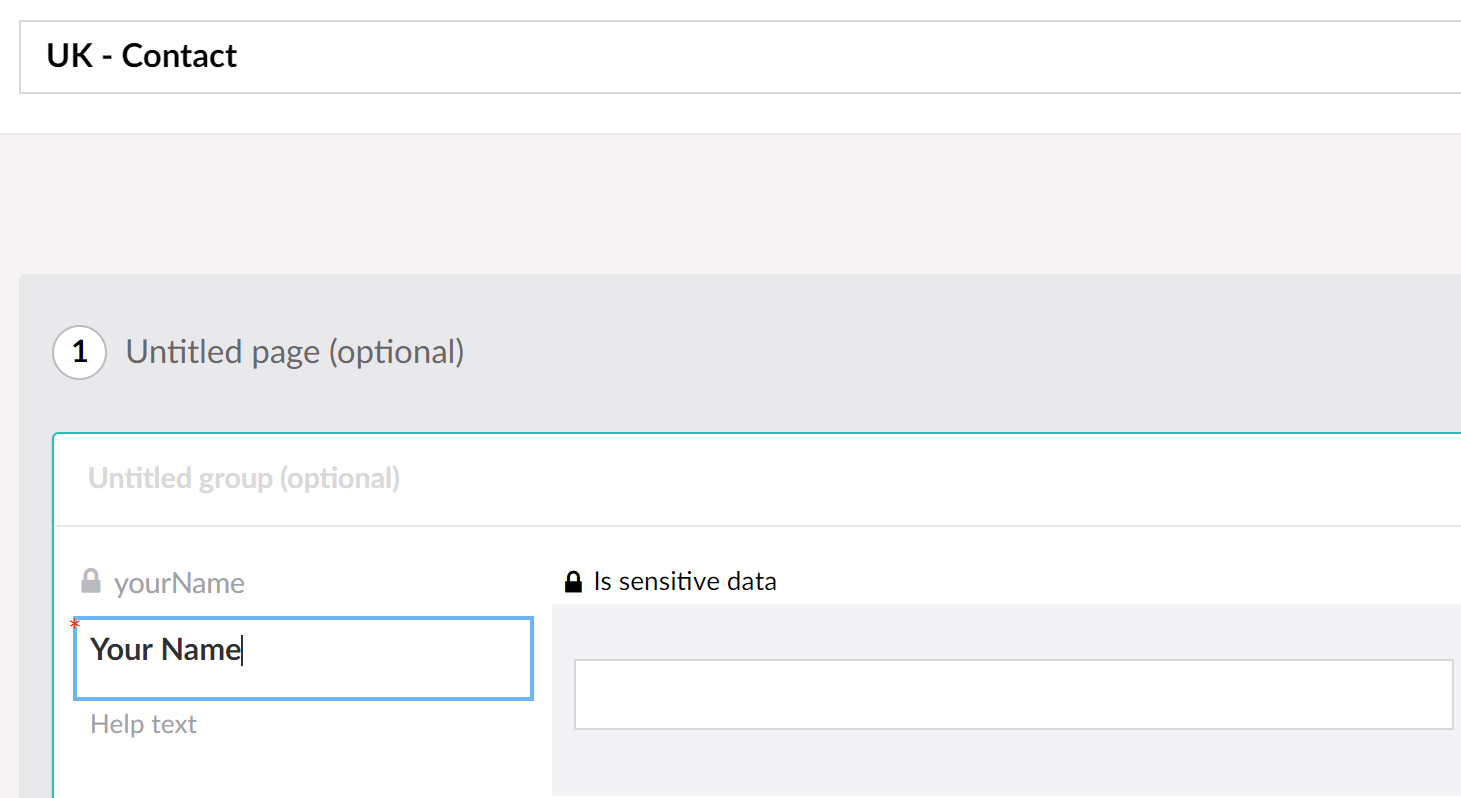 UK - Contact
1 Untitled page (optional)
Untitled group (optional)
yourName
Is sensitive data
* Your Name
Help text